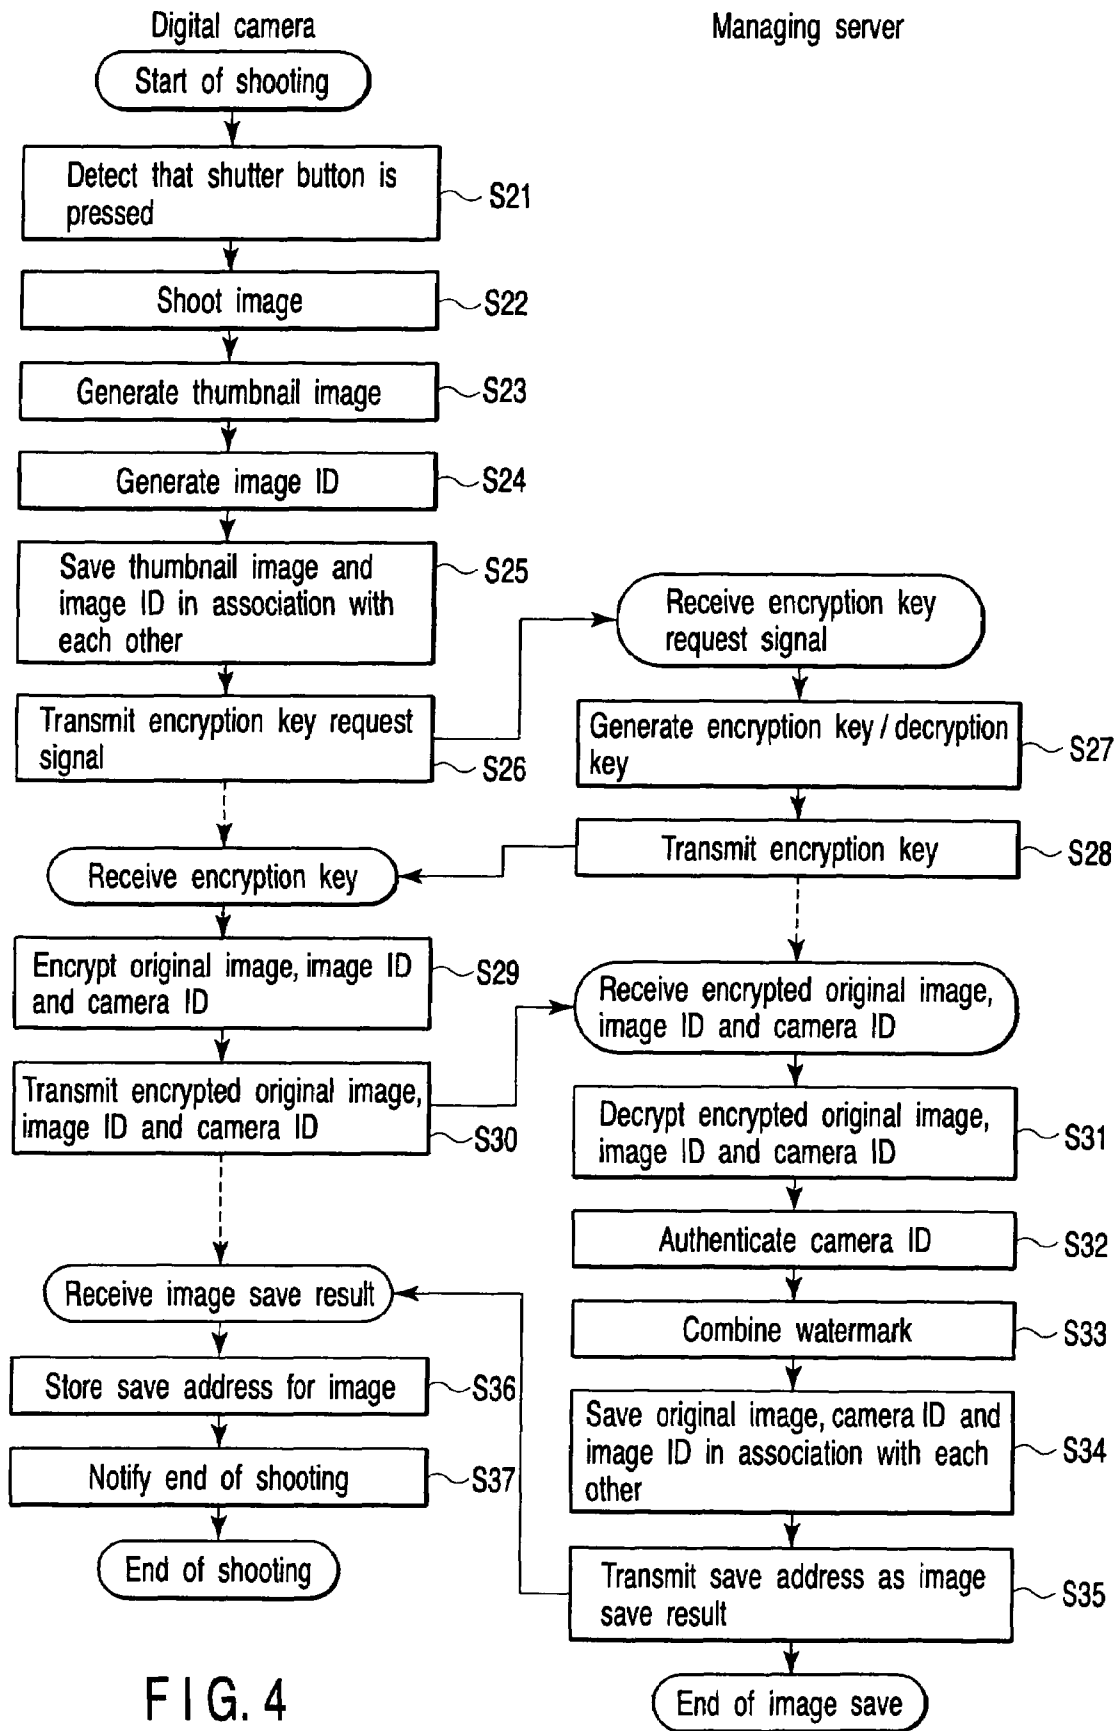 Digital camera
Start of shooting
Detect that shutter button is
pressed
S21
Shoot image
S22
Generate thumbnail image
S23
Generate image ID
S24
Save thumbnail image and
image ID in association with
each other
S25
Transmit encryption key request
signal
S26
Receive encryption key
Encrypt original image, image ID
and camera ID
S29
Transmit encrypted original image,
image ID and camera ID
S30
Receive image save result
Store save address for image
S36
Notify end of shooting
S37
End of shooting
Managing server
Receive encryption key
request signal
Generate encryption key / decryption
key
S27
Transmit encryption key
S28
Receive encrypted original image,
image ID and camera ID
Decrypt encrypted original image,
image ID and camera ID
S31
Authenticate camera ID
S32
Combine watermark
S33
Save original image, camera ID and
image ID in association with each
other
S34
Transmit save address as image
save result
S35
End of image save
FIG. 4